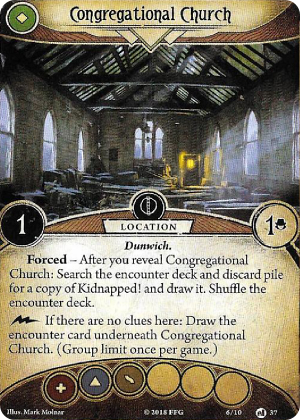 Congregational Church
1
1
LOCATION
Dunwich.
Forced – After you reveal Congregational
Church: Search the encounter deck and discard pile
for a copy of Kidnapped! and draw it. Shuffle the
encounter deck.
If there are no clues here: Draw the
encounter card underneath Congregational
Church. (Group limit once per game.)
Illus. Mark Molnar © 2018 FFG 6/10 37